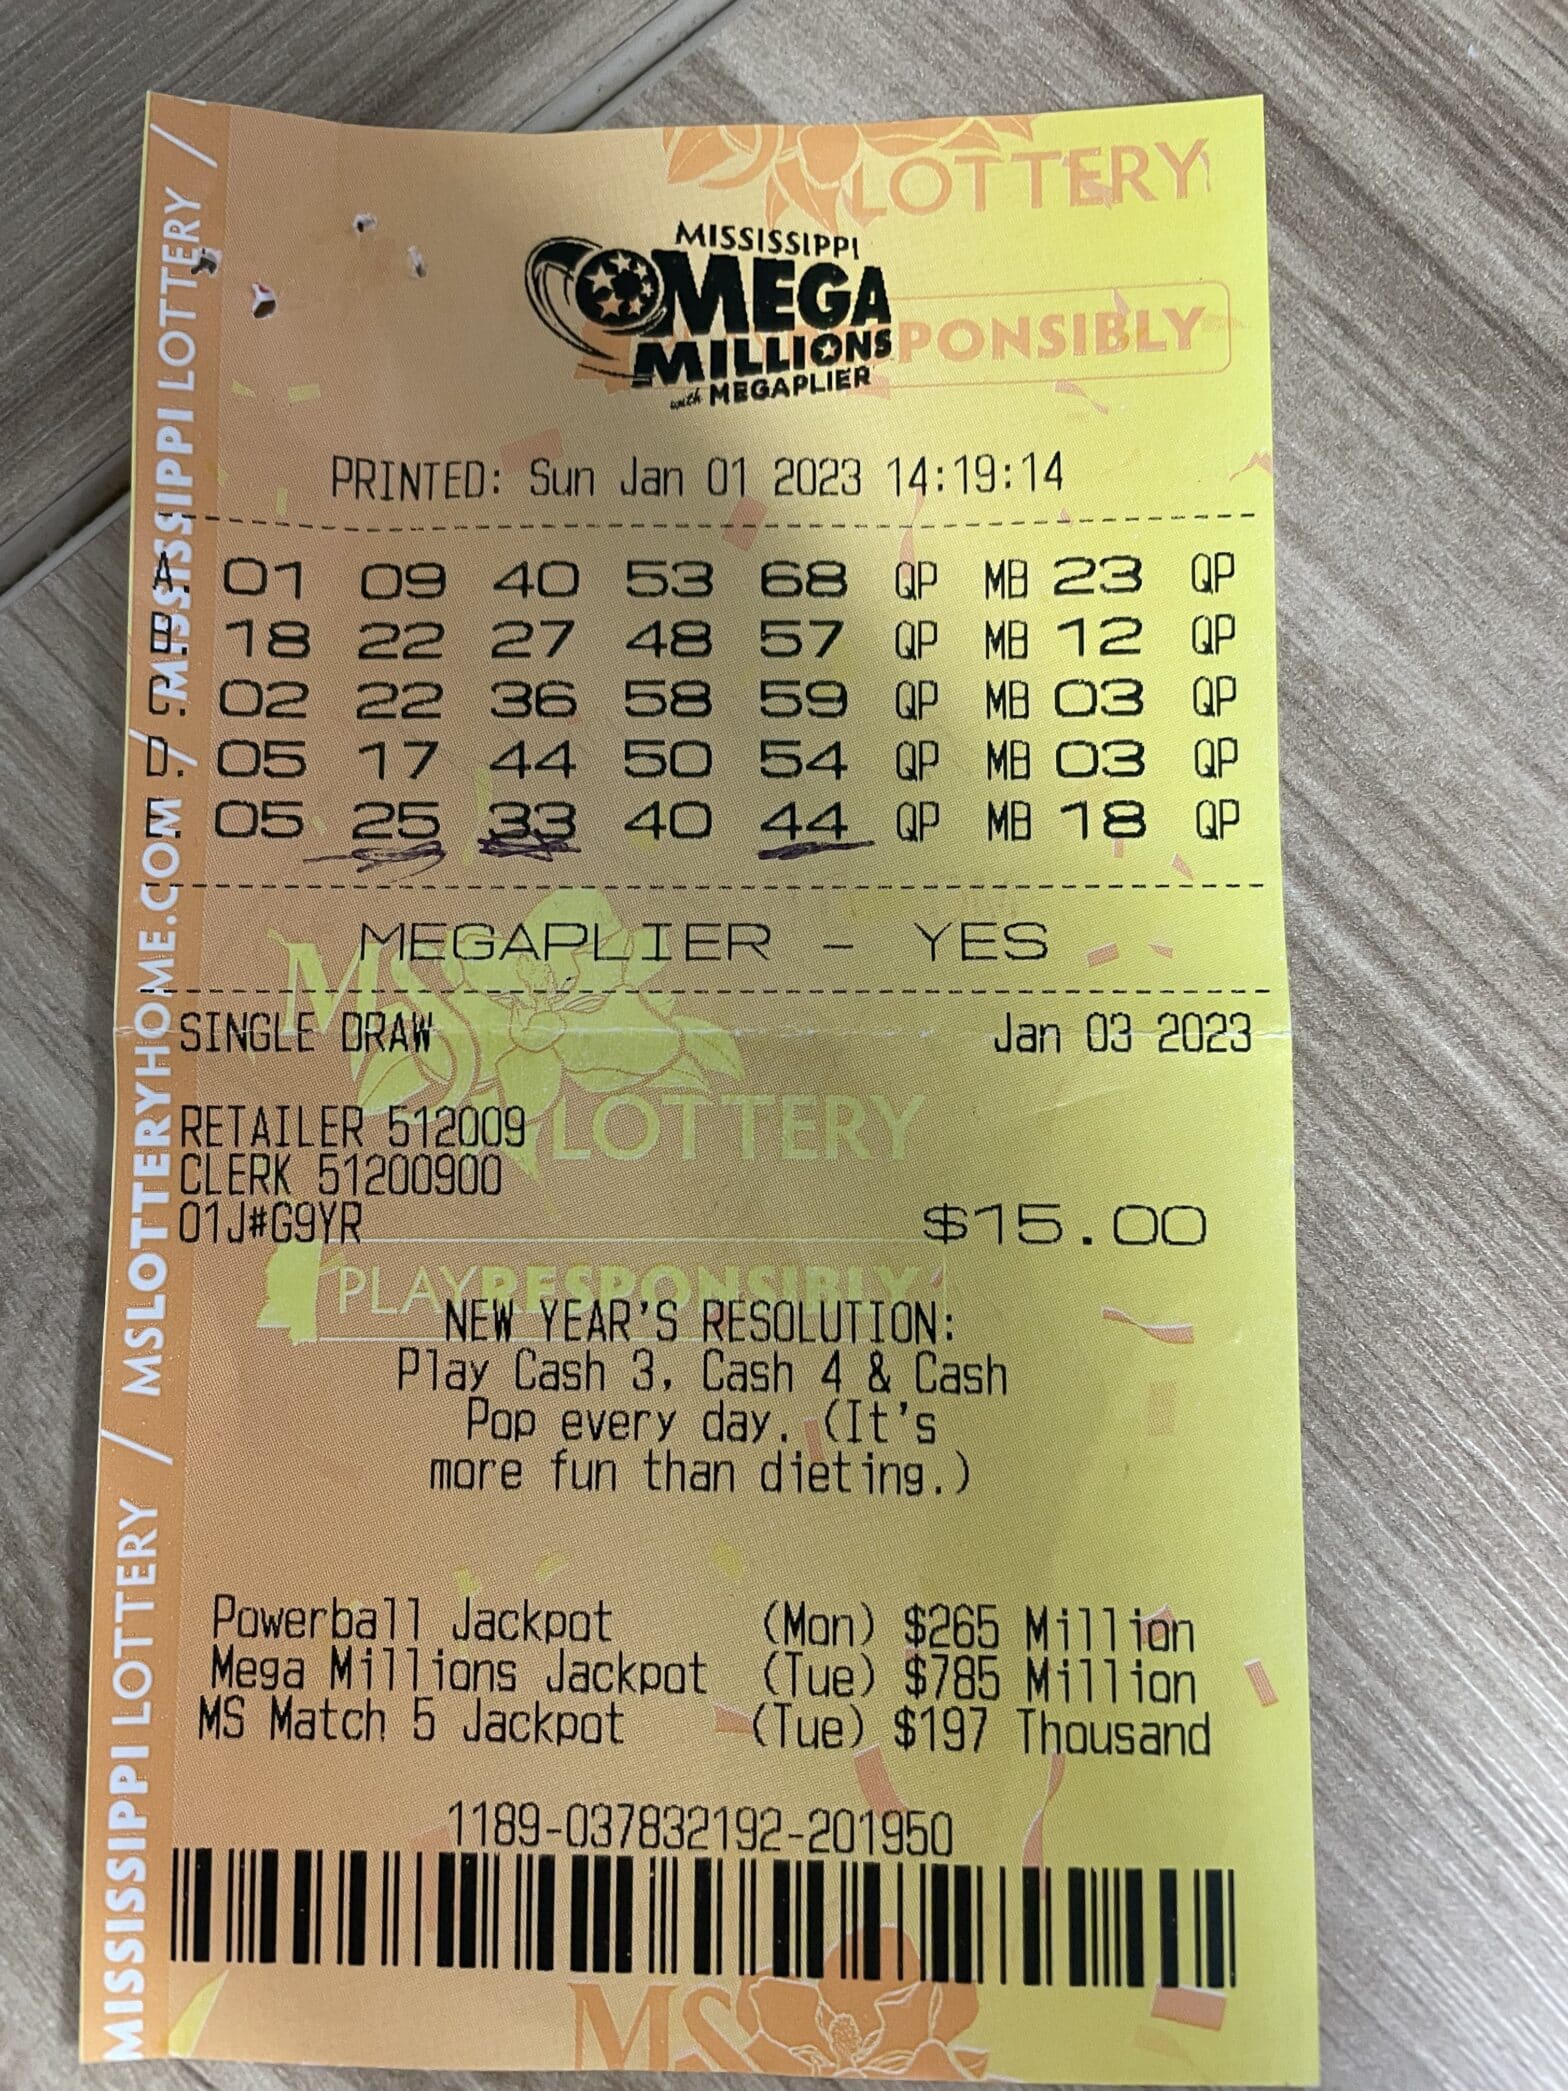 LOTTERY
MISSISSIPPI
MEGA
MILLIONS
with MEGAPLIER
PONSIBLY
PRINTED: Sun Jan 01 2023 14:19:14
A. 01 09 40 53 68 QP MB 23 QP
B. 18 22 27 48 57 QP MB 12 QP
C. 02 22 36 58 59 QP MB 03 QP
D. 05 17 44 50 54 QP MB 03 QP
E. 05 25 33 40 44 QP MB 18 QP
MEGAPLIER - YES
MS
SINGLE DRAW Jan 03 2023
LOTTERY
RETAILER 512009
CLERK 51200900
01J#G9YR
$15.00
PLAYRESPONSIBLY
NEW YEAR'S RESOLUTION:
Play Cash 3, Cash 4 & Cash
Pop every day. (It's
more fun than dieting.)
Powerball Jackpot (Mon) $265 Million
Mega Millions Jackpot (Tue) $785 Million
MS Match 5 Jackpot (Tue) $197 Thousand
1189-037832192-201950
MS
MISSISSIPPI LOTTERY / MSLOTTERYHOME.COM / MISSISSIPPI LOTTERY / MISSISSIPPI LOTTERY /